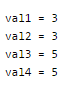 val1 = 3
val2 = 3
val3 = 5
val4 = 5